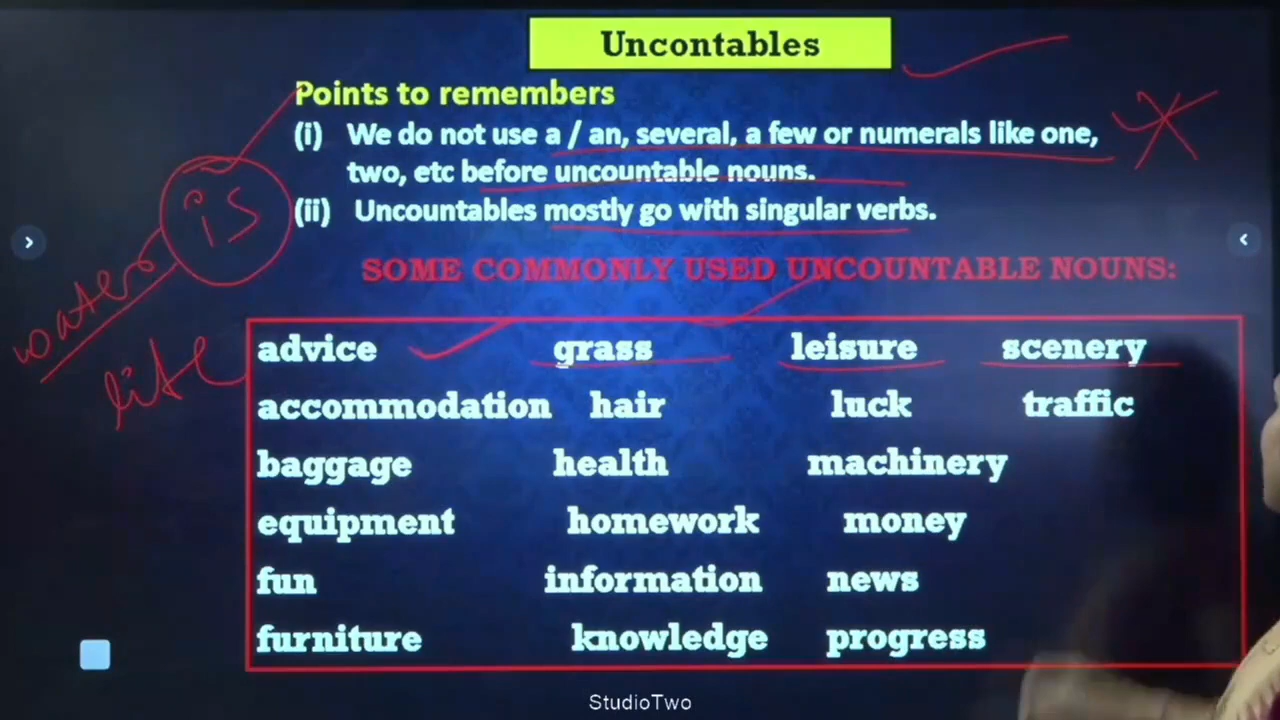 Uncontables
Points to remembers
(i) We do not use a / an, several, a few or numerals like one,
two, etc before uncountable nouns.
(ii) Uncountables mostly go with singular verbs.
is
water
SOME COMMONLY USED UNCOUNTABLE NOUNS:
lite
advice grass leisure scenery
accommodation hair luck traffic
baggage health machinery
equipment homework money
fun information news
furniture knowledge progress
StudioTwo